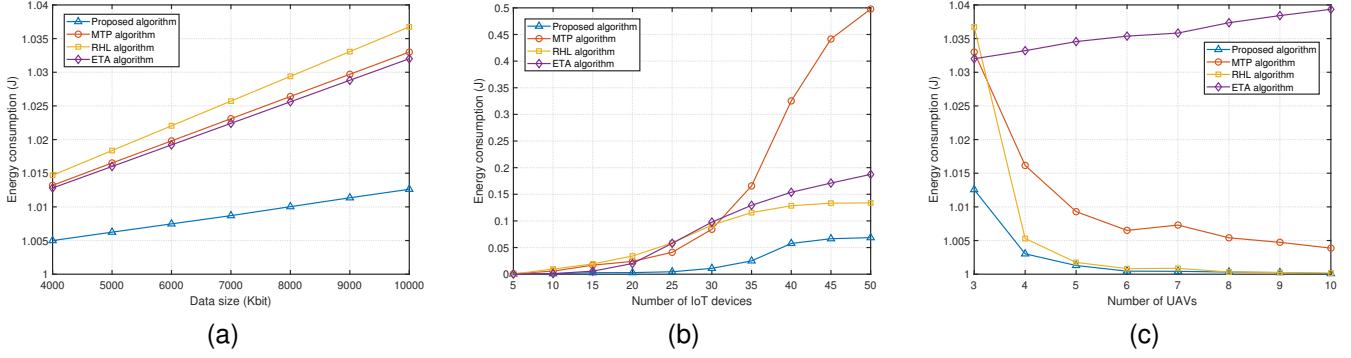 1.04
1.035
1.03
1.025
1.02
1.015
1.01
1.005
1
Energy consumption (J)
Proposed algorithm
MTP algorithm
RHL algorithm
ETA algorithm
4000 5000 6000 7000 8000 9000 10000
Data size (Kbit)
(a)
0.5
0.45
0.4
0.35
0.3
0.25
0.2
0.15
0.1
0.05
0
Energy consumption (J)
Proposed algorithm
MTP algorithm
RHL algorithm
ETA algorithm
5 10 15 20 25 30 35 40 45 50
Number of IoT devices
(b)
1.04
1.035
1.03
1.025
1.02
1.015
1.01
1.005
1
Energy consumption (J)
Proposed algorithm
MTP algorithm
RHL algorithm
ETA algorithm
3 4 5 6 7 8 9 10
Number of UAVs
(c)